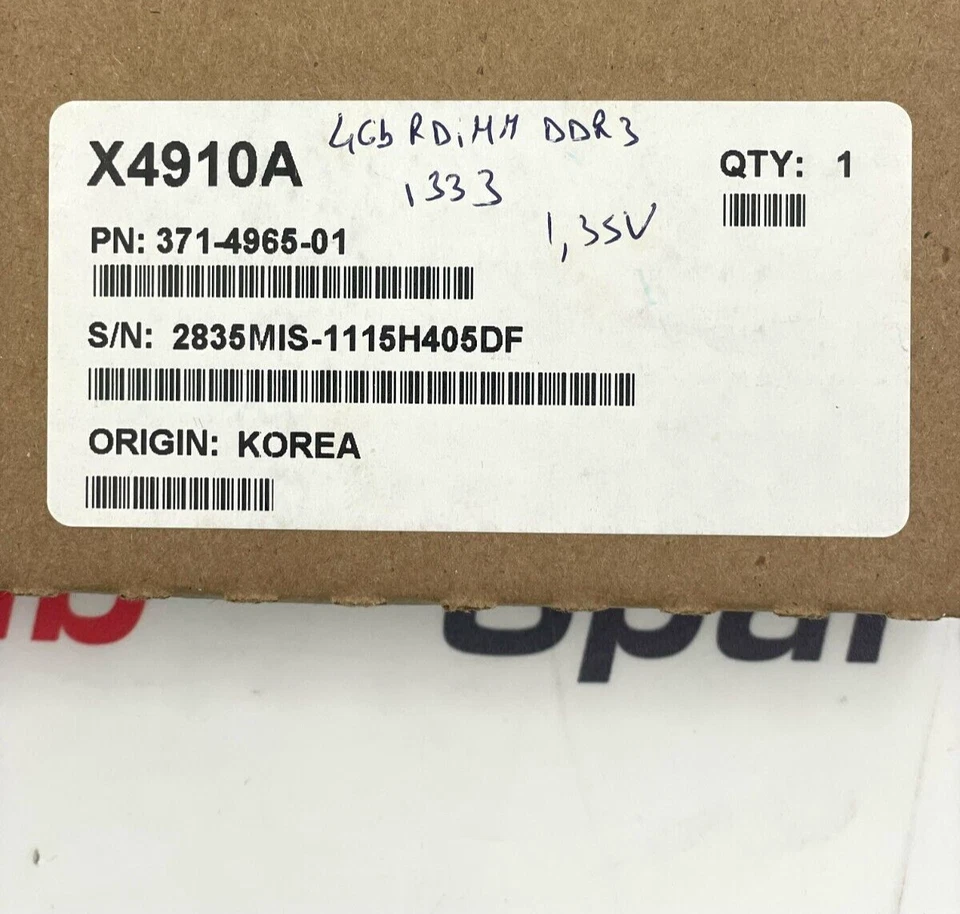 X4910A
4Gb RDiMM DDR3
1333
1,35V
QTY: 1
PN: 371-4965-01
S/N: 2835MIS-1115H405DF
ORIGIN: KOREA